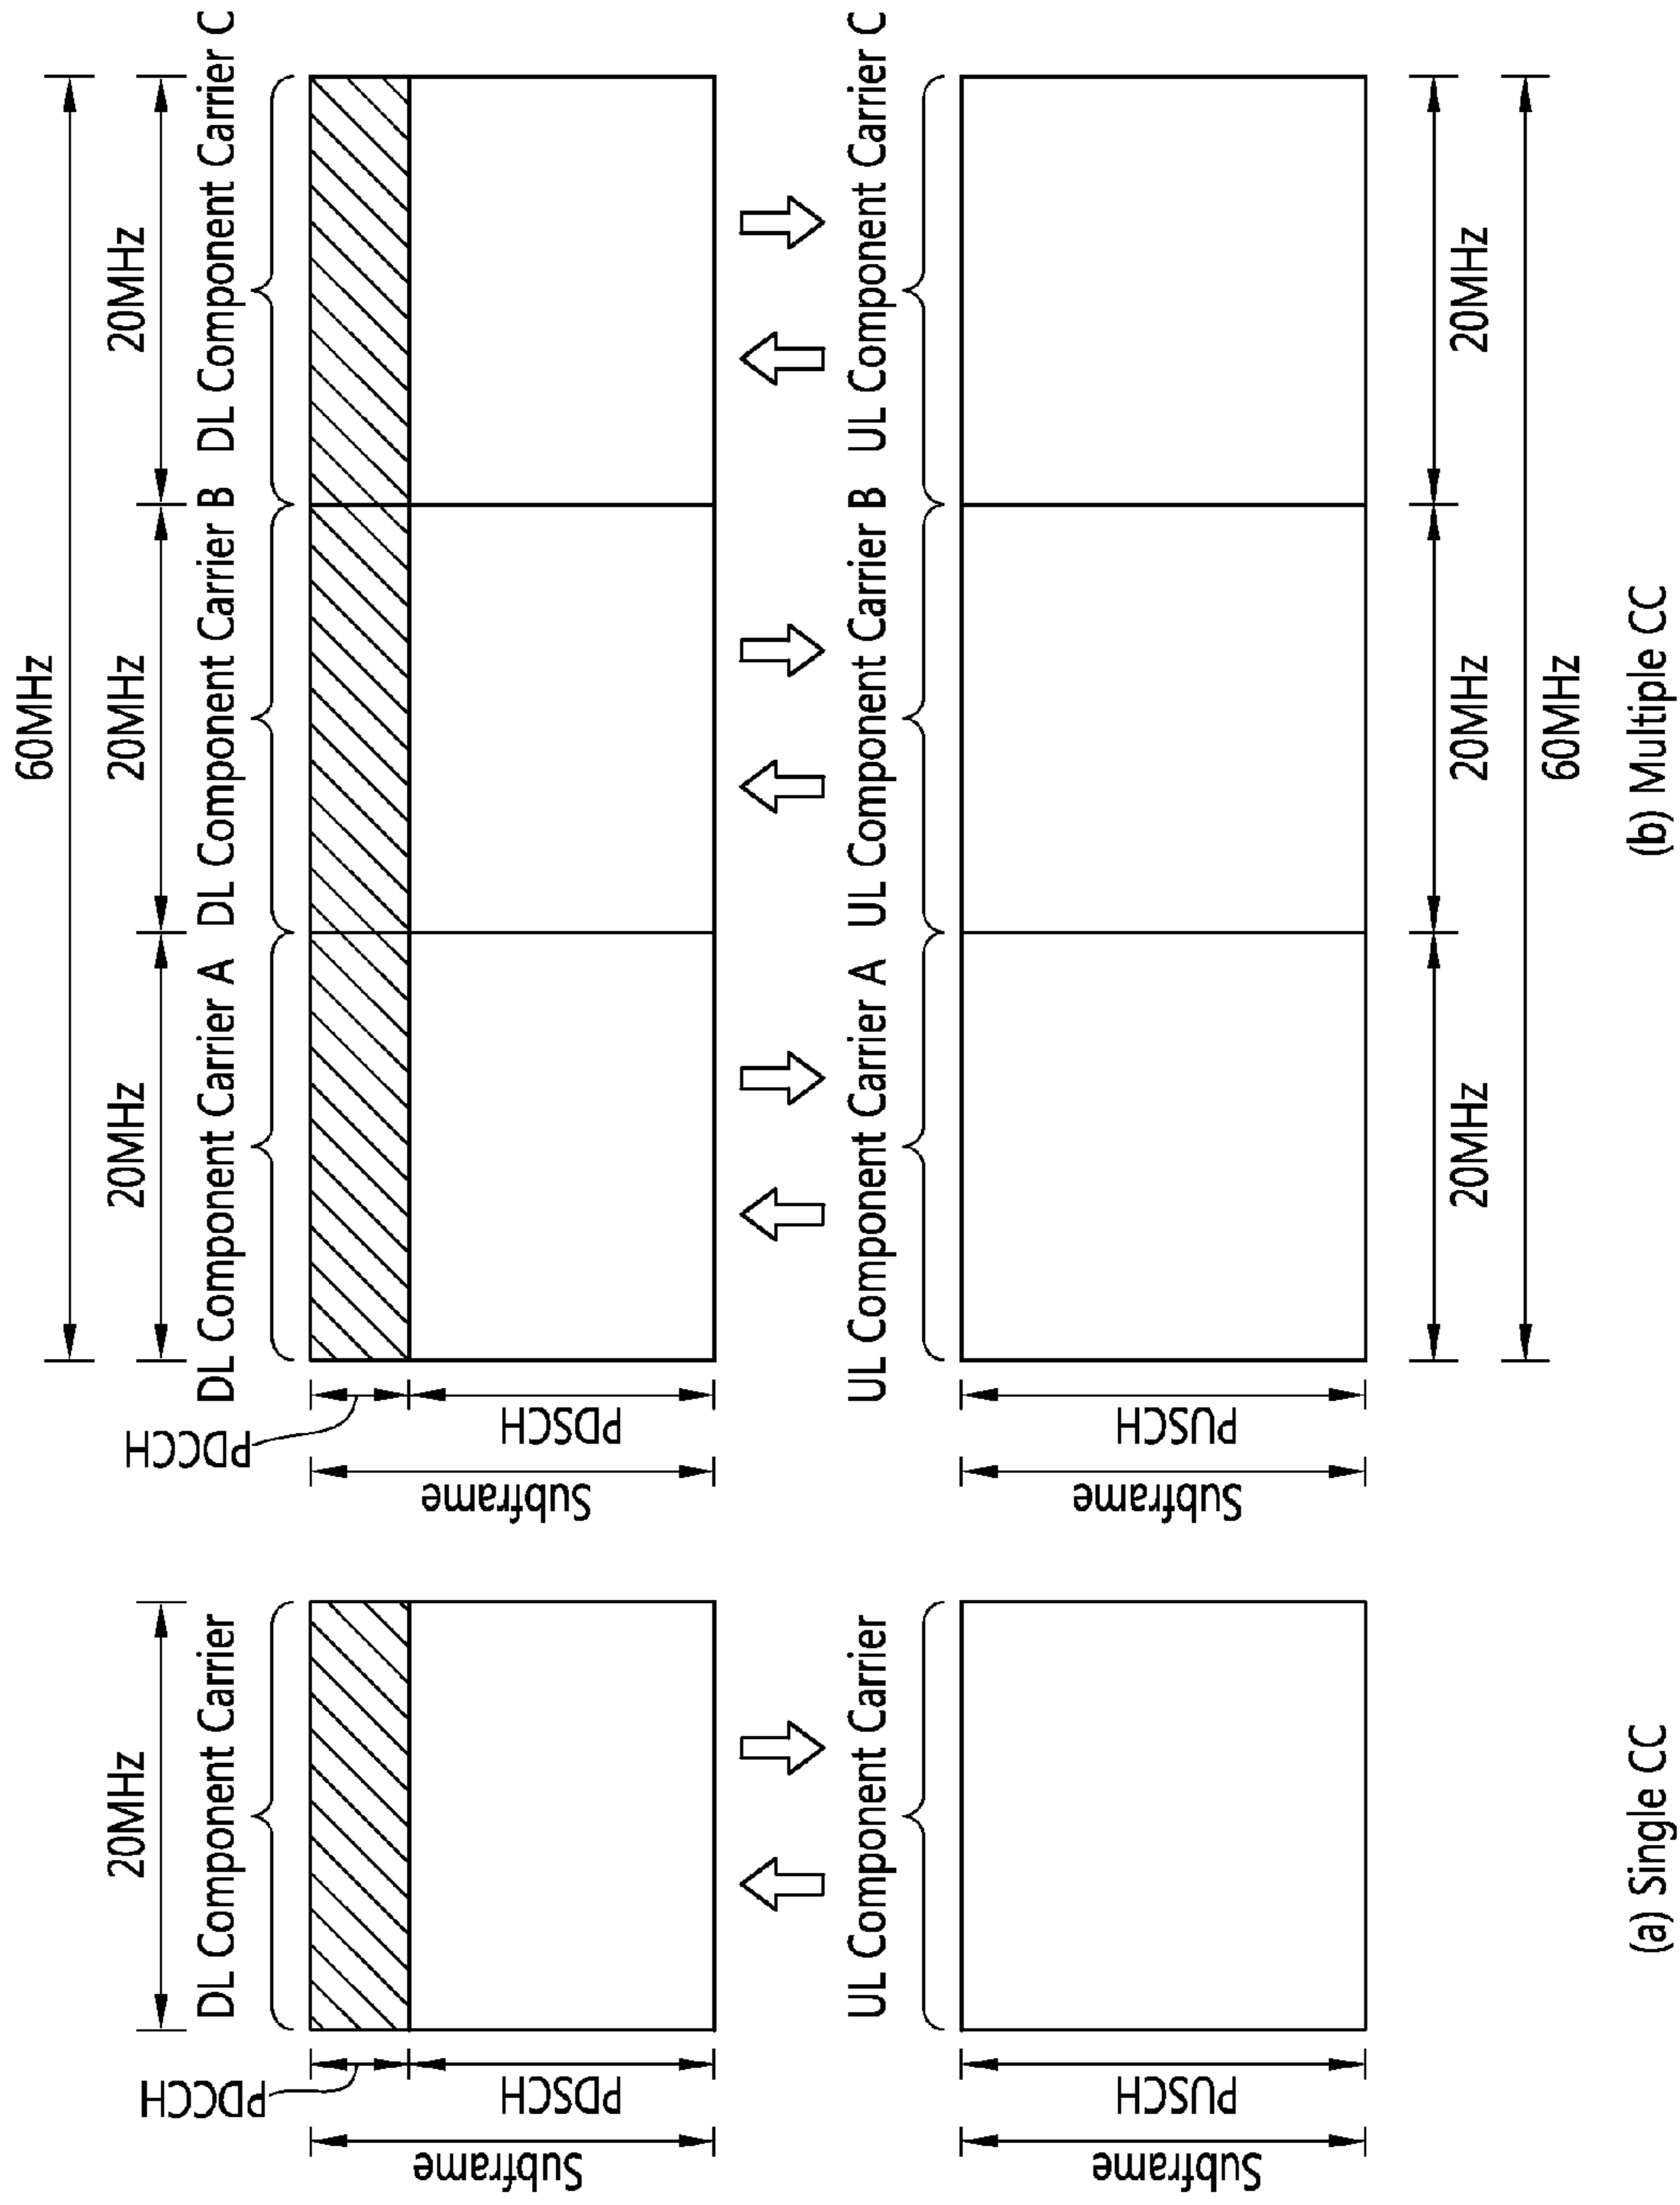 20MHz
DL Component Carrier
PDCCH
PDSCH
Subframe
UL Component Carrier
PUSCH
Subframe
(a) Single CC
60MHz
20MHz
20MHz
20MHz
DL Component Carrier A
DL Component Carrier B
DL Component Carrier C
PDCCH
PDSCH
Subframe
UL Component Carrier A
UL Component Carrier B
UL Component Carrier C
PUSCH
Subframe
20MHz
20MHz
20MHz
60MHz
(b) Multiple CC